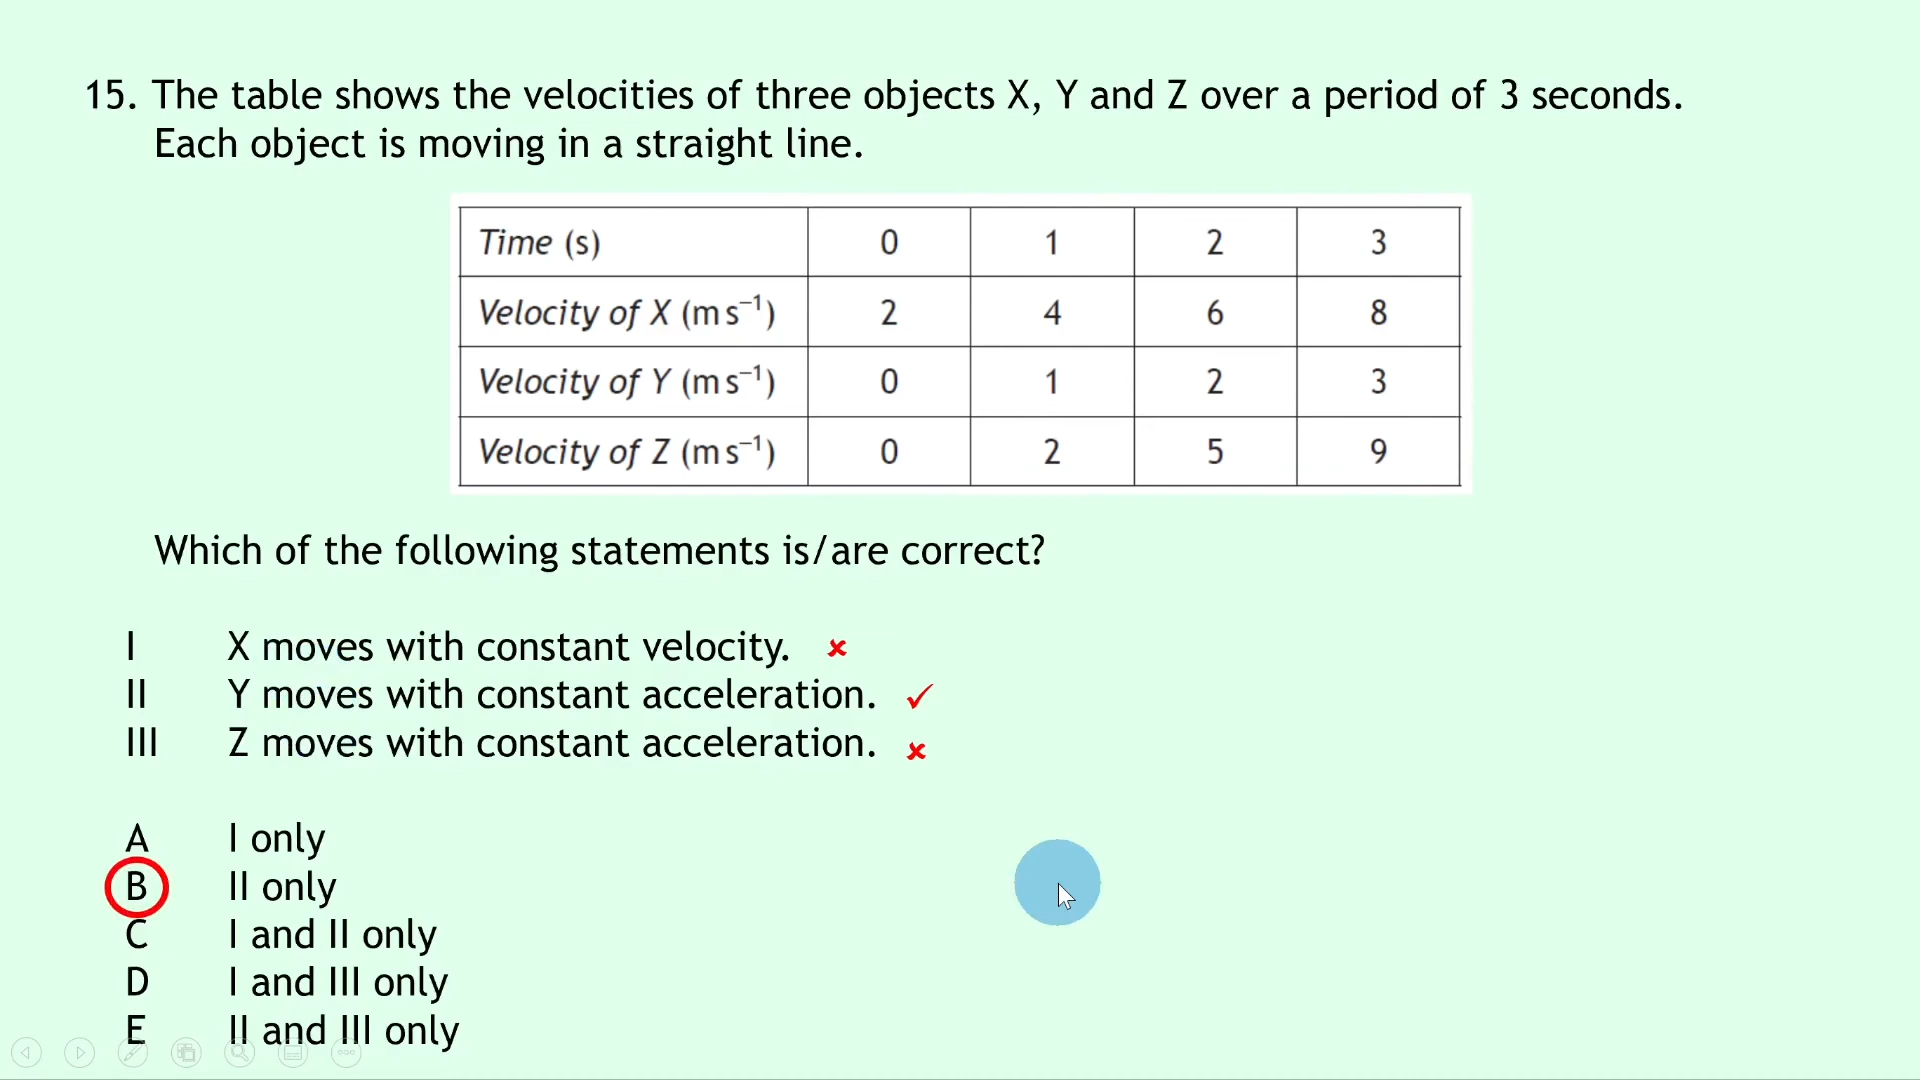 15. The table shows the velocities of three objects X, Y and Z over a period of 3 seconds.
Each object is moving in a straight line.
Time (s) 0 1 2 3
Velocity of X (m s⁻¹) 2 4 6 8
Velocity of Y (m s⁻¹) 0 1 2 3
Velocity of Z (m s⁻¹) 0 2 5 9
Which of the following statements is/are correct?
I X moves with constant velocity. ✘
II Y moves with constant acceleration. ✓
III Z moves with constant acceleration. ✘
A I only
B II only
C I and II only
D I and III only
E II and III only